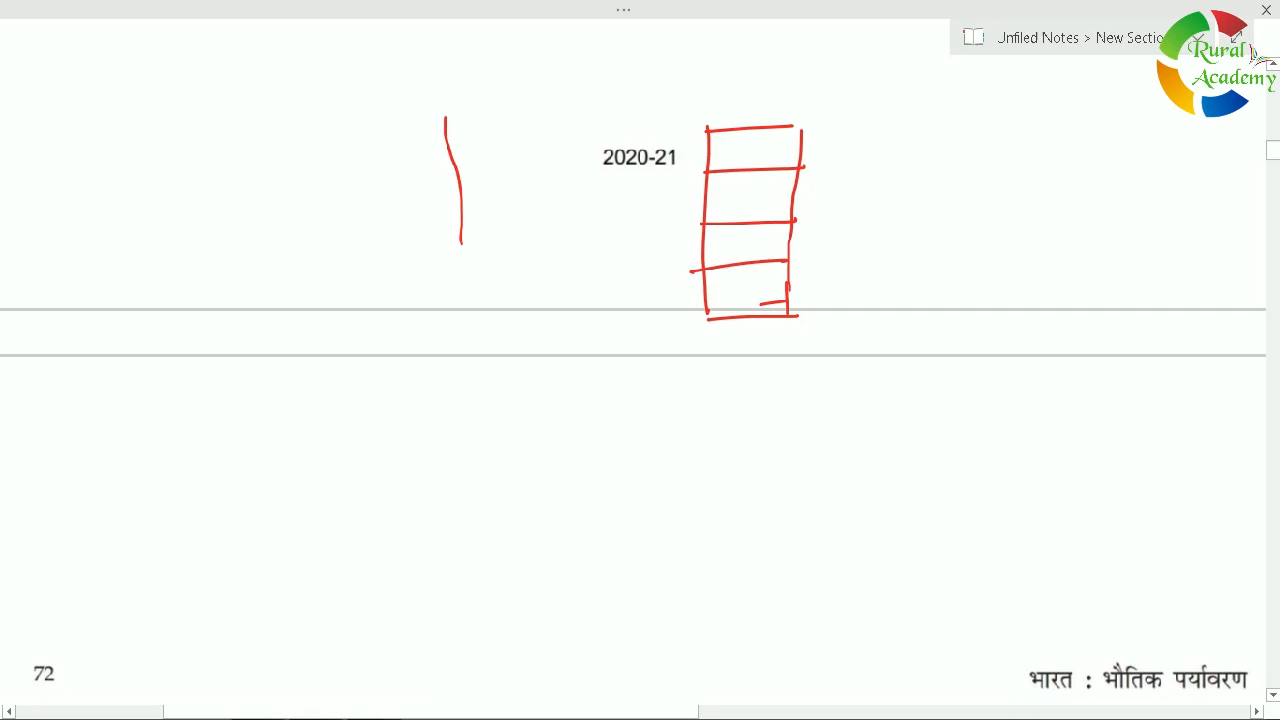 Unfiled Notes > New Sectio
Rural
Academy
2020-21
72
भारत : भौतिक पर्यावरण